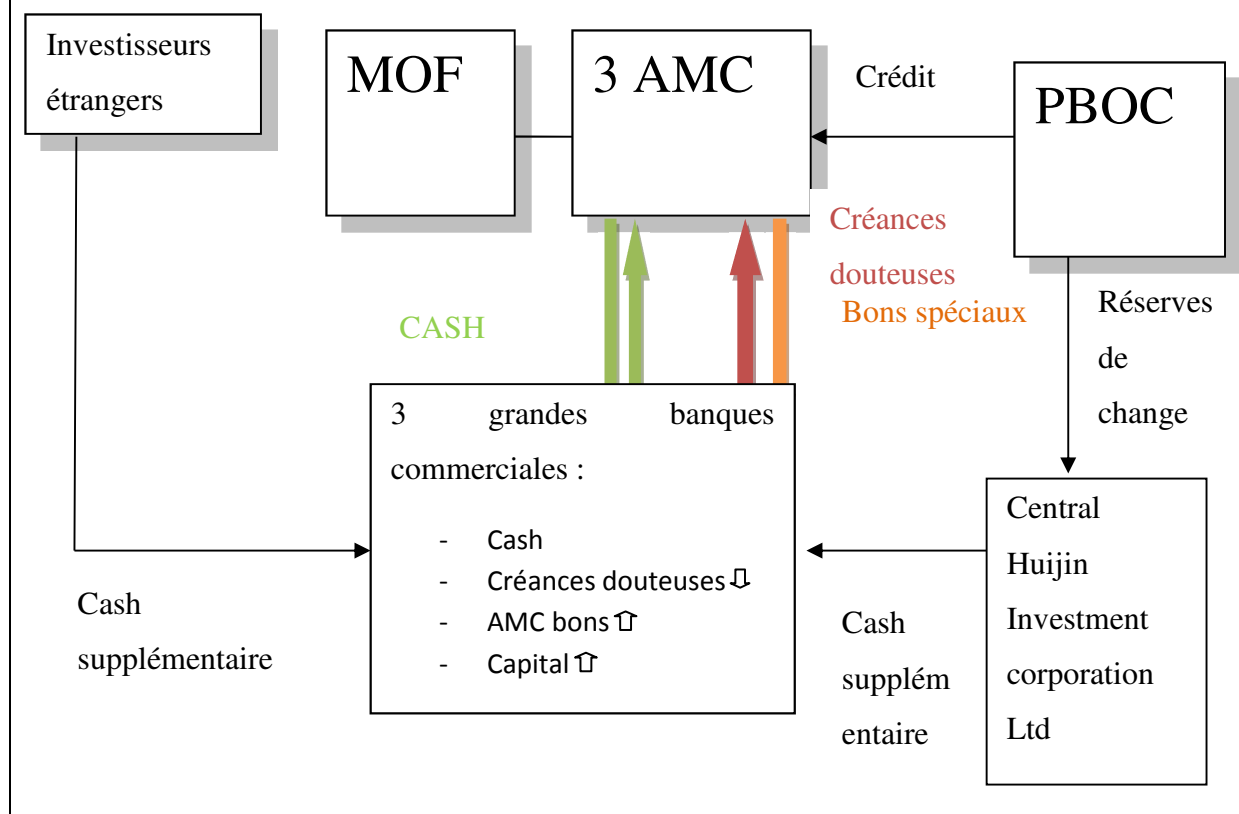 Investisseurs
étrangers
MOF
3 AMC
Crédit
PBOC
Créances
douteuses
Bons spéciaux
CASH
Réserves
de
change
3 grandes banques
commerciales :
- Cash
- Créances douteuses ⇩
- AMC bons ⇧
- Capital ⇧
Cash
supplémentaire
Cash
supplém
entaire
Central
Huijin
Investment
corporation
Ltd